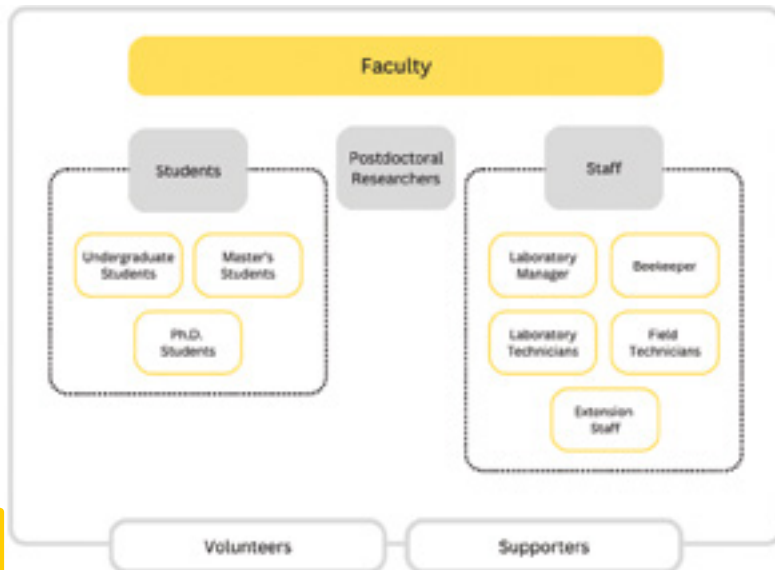 Faculty
Students
Postdoctoral
Researchers
Staff
Undergraduate
Students
Master's
Students
Ph.D.
Students
Laboratory
Manager
Beekeeper
Laboratory
Technicians
Field
Technicians
Extension
Staff
Volunteers
Supporters